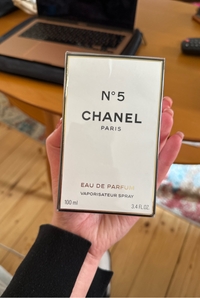 N°5
CHANEL
PARIS
EAU DE PARFUM
VAPORISATEUR SPRAY
100 ml
3.4 FL.OZ.